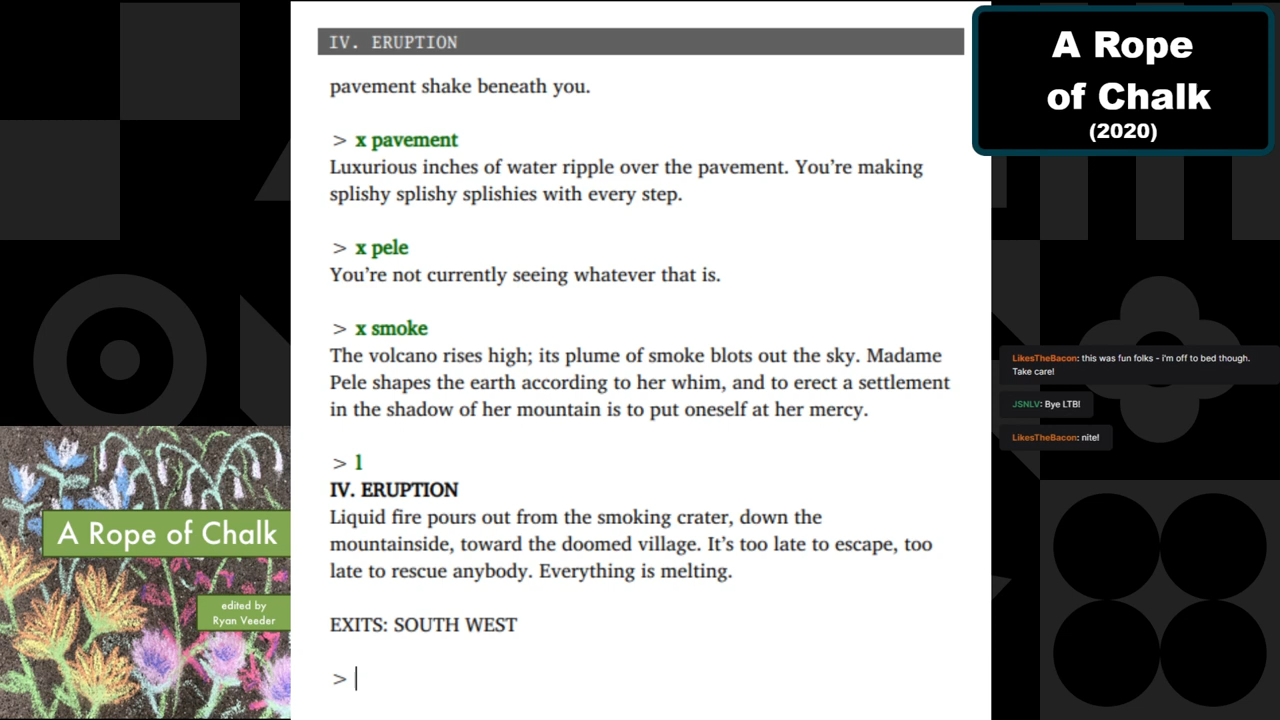 IV. ERUPTION
pavement shake beneath you.
> x pavement
Luxurious inches of water ripple over the pavement. You’re making
splishy splishy splishies with every step.
> x pele
You’re not currently seeing whatever that is.
> x smoke
The volcano rises high; its plume of smoke blots out the sky. Madame
Pele shapes the earth according to her whim, and to erect a settlement
in the shadow of her mountain is to put oneself at her mercy.
> l
IV. ERUPTION
Liquid fire pours out from the smoking crater, down the
mountainside, toward the doomed village. It’s too late to escape, too
late to rescue anybody. Everything is melting.
EXITS: SOUTH WEST
>
A Rope
of Chalk
(2020)
LikesTheBacon: this was fun folks - i'm off to bed though.
Take care!
JSNLV: Bye LTB!
LikesTheBacon: nite!
A Rope of Chalk
edited by
Ryan Veeder